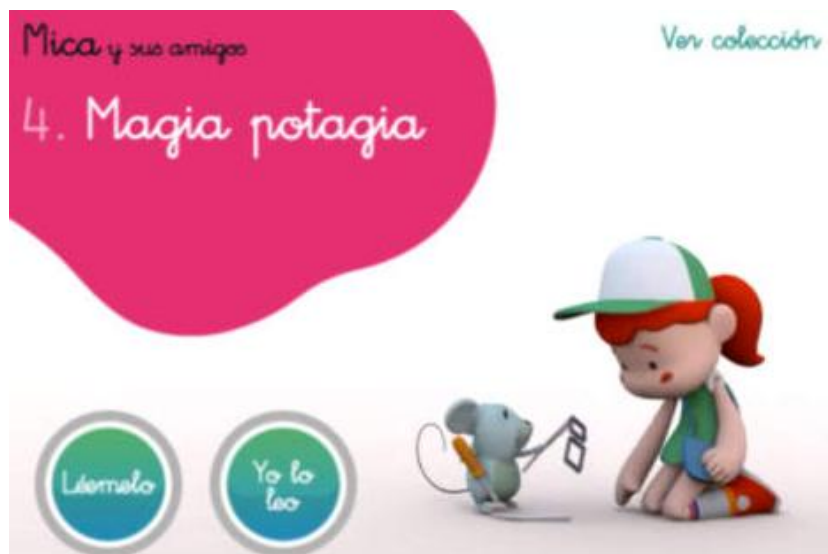 Mica y sus amigos
Ver colección
4. Magia potagia
Léemelo
Yo lo
leo